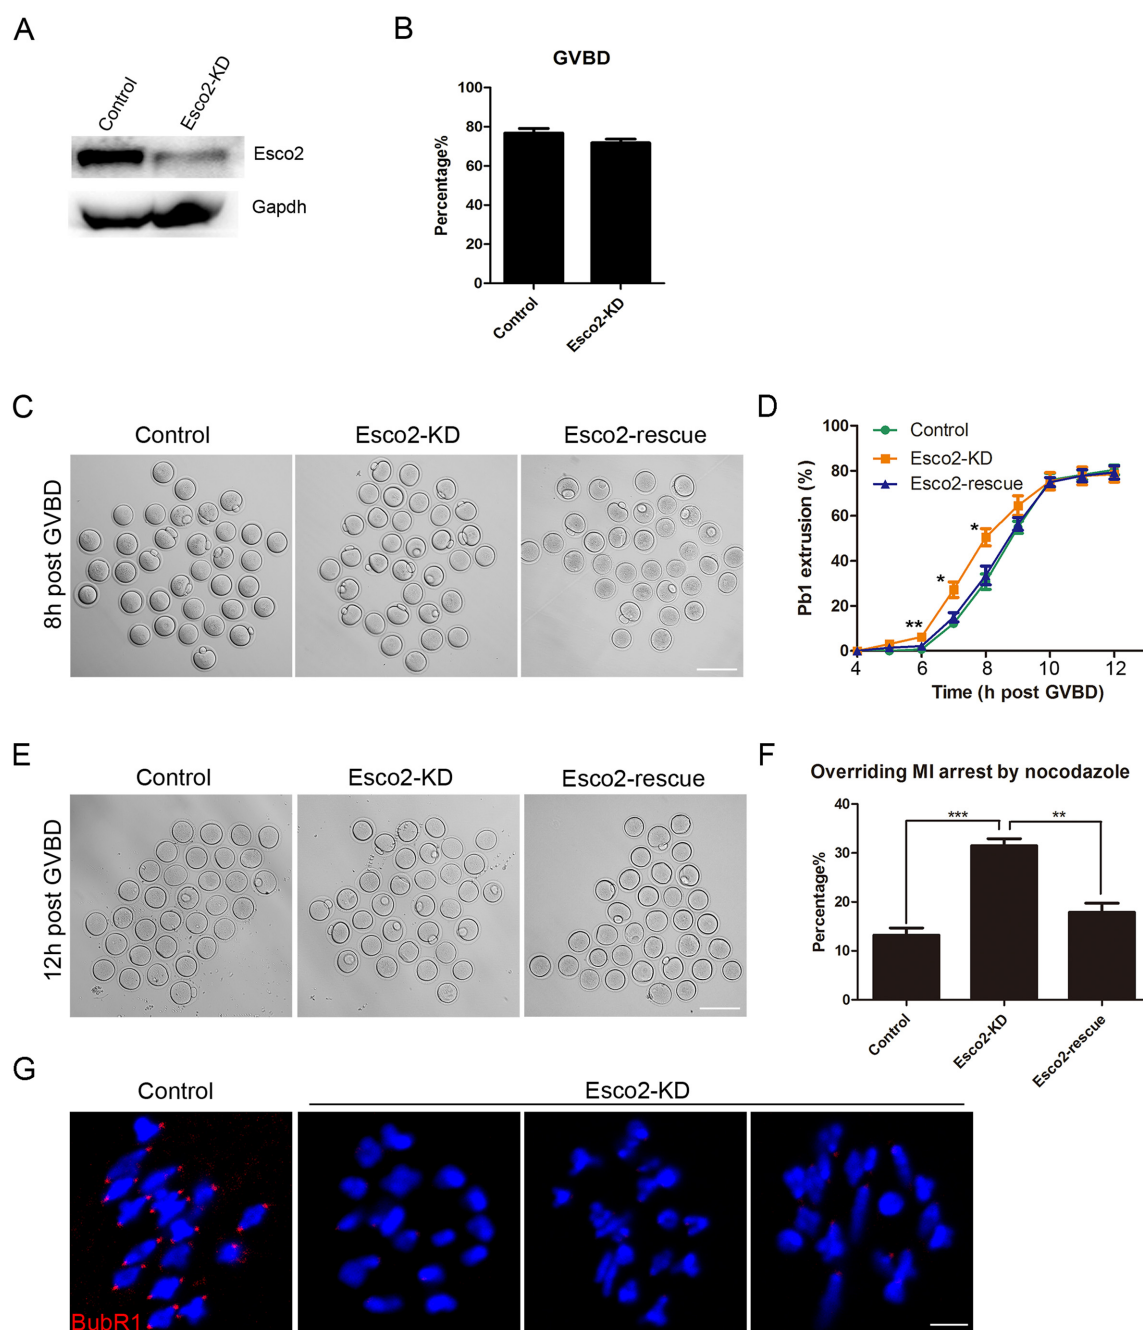 A
Control
Esco2-KD
Esco2
Gapdh
B
GVBD
Percentage%
100
80
60
40
20
0
Control
Esco2-KD
C
Control
Esco2-KD
Esco2-rescue
8h post GVBD
D
Control
Esco2-KD
Esco2-rescue
Pb1 extrusion (%)
100
80
60
40
20
0
*
*
**
4
6
8
10
12
Time (h post GVBD)
E
Control
Esco2-KD
Esco2-rescue
12h post GVBD
F
Overriding MI arrest by nocodazole
Percentage%
40
30
20
10
0
***
**
Control
Esco2-KD
Esco2-rescue
G
Control
Esco2-KD
BubR1